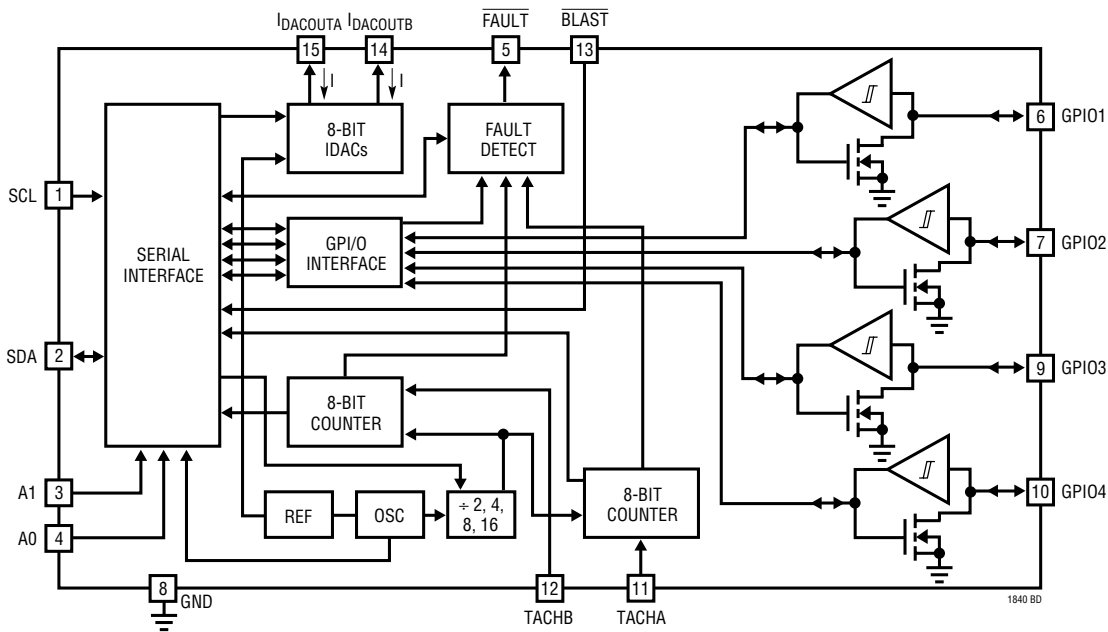 IDACOUTA IDACOUTB FAULT BLAST
15 14 5 13
I I
8-BIT
IDACs
FAULT
DETECT
6 GPIO1
SCL 1
SERIAL
INTERFACE
GPI/O
INTERFACE
7 GPIO2
SDA 2
9 GPIO3
8-BIT
COUNTER
A1 3
A0 4
REF
OSC
÷ 2, 4,
8, 16
8-BIT
COUNTER
10 GPIO4
8 GND
12
TACHB
11
TACHA
1840 BD